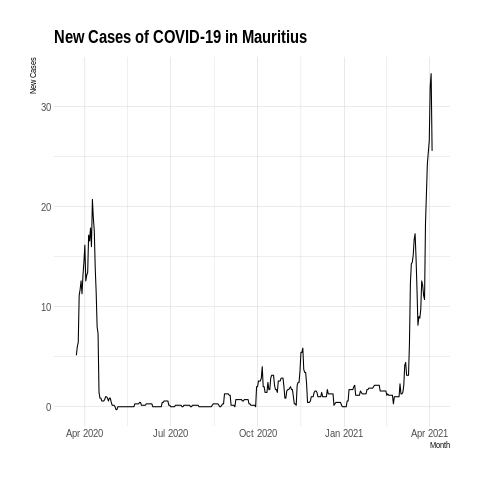 New Cases of COVID-19 in Mauritius
New Cases
30
20
10
0
Apr 2020
Jul 2020
Oct 2020
Jan 2021
Apr 2021
Month